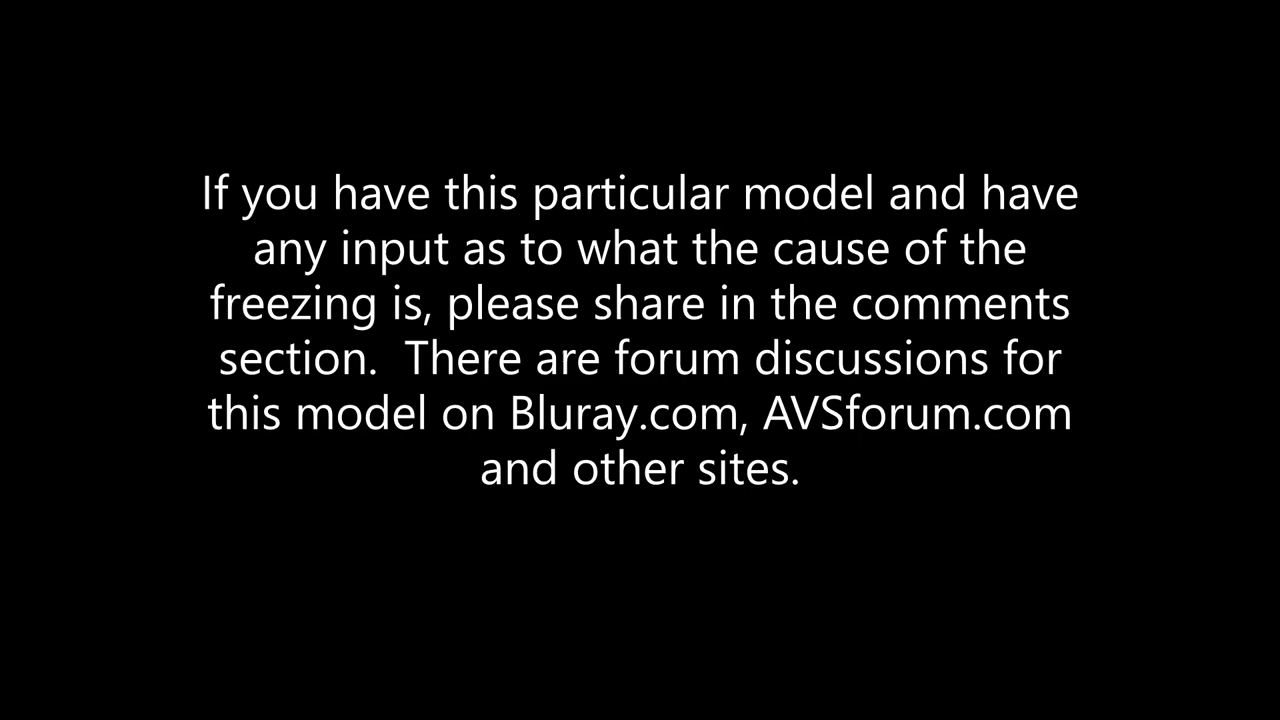 If you have this particular model and have
any input as to what the cause of the
freezing is, please share in the comments
section.  There are forum discussions for
this model on Bluray.com, AVSforum.com
and other sites.